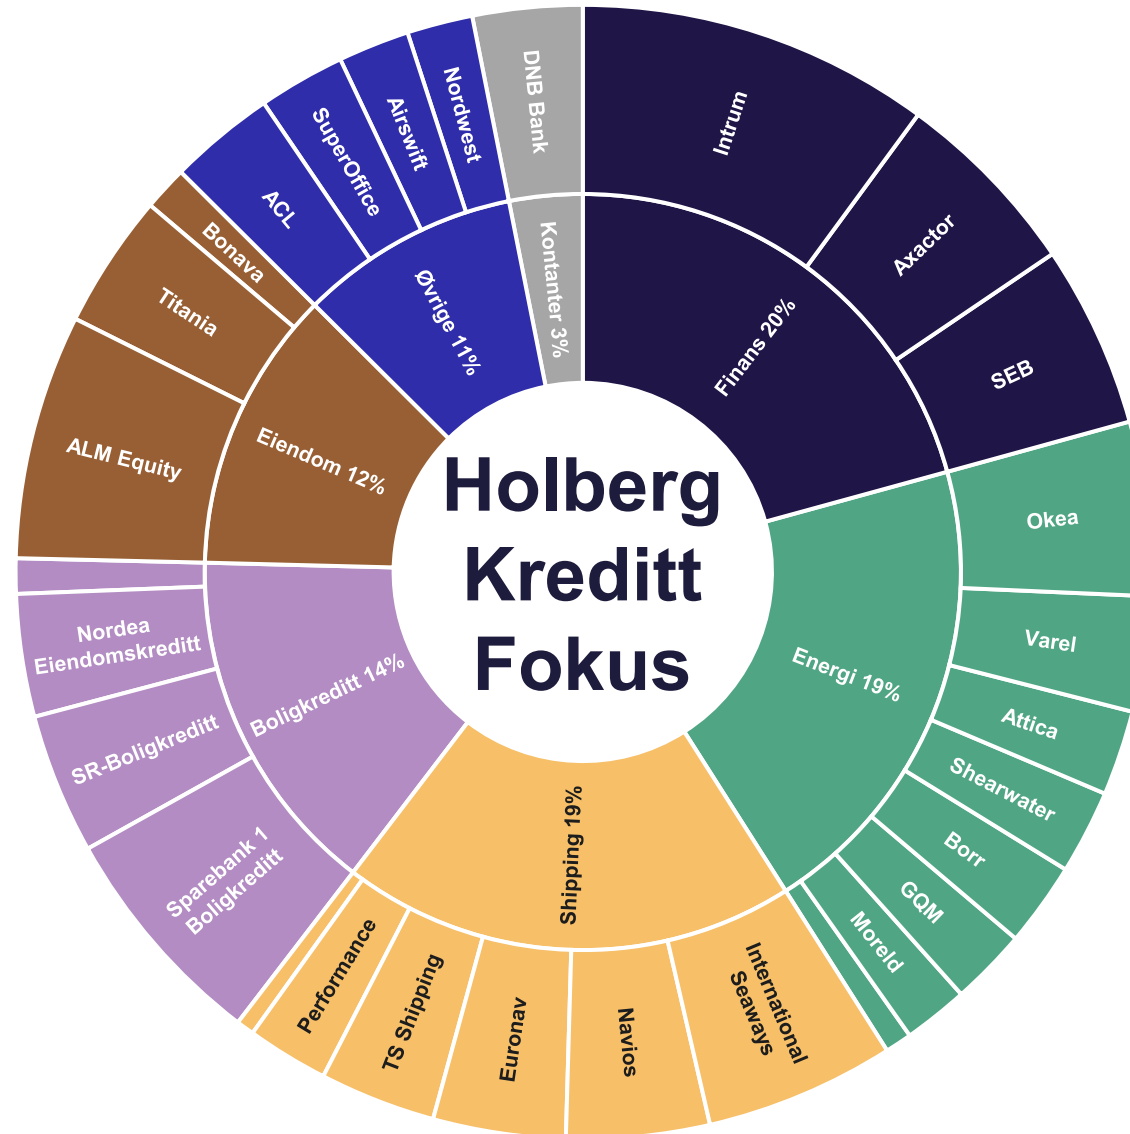 Holberg
Kreditt
Fokus
Finans 20%
Intrum
Axactor
SEB
Energi 19%
Okea
Varel
Attica
Shearwater
Borr
GQM
Moreld
Shipping 19%
International
Seaways
Navios
Euronav
TS Shipping
Performance
Boligkreditt 14%
Sparebank 1
Boligkreditt
SR-Boligkreditt
Nordea
Eiendomskreditt
Eiendom 12%
ALM Equity
Titania
Bonava
Øvrige 11%
ACL
SuperOffice
Airswift
Nordwest
Kontanter 3%
DNB Bank